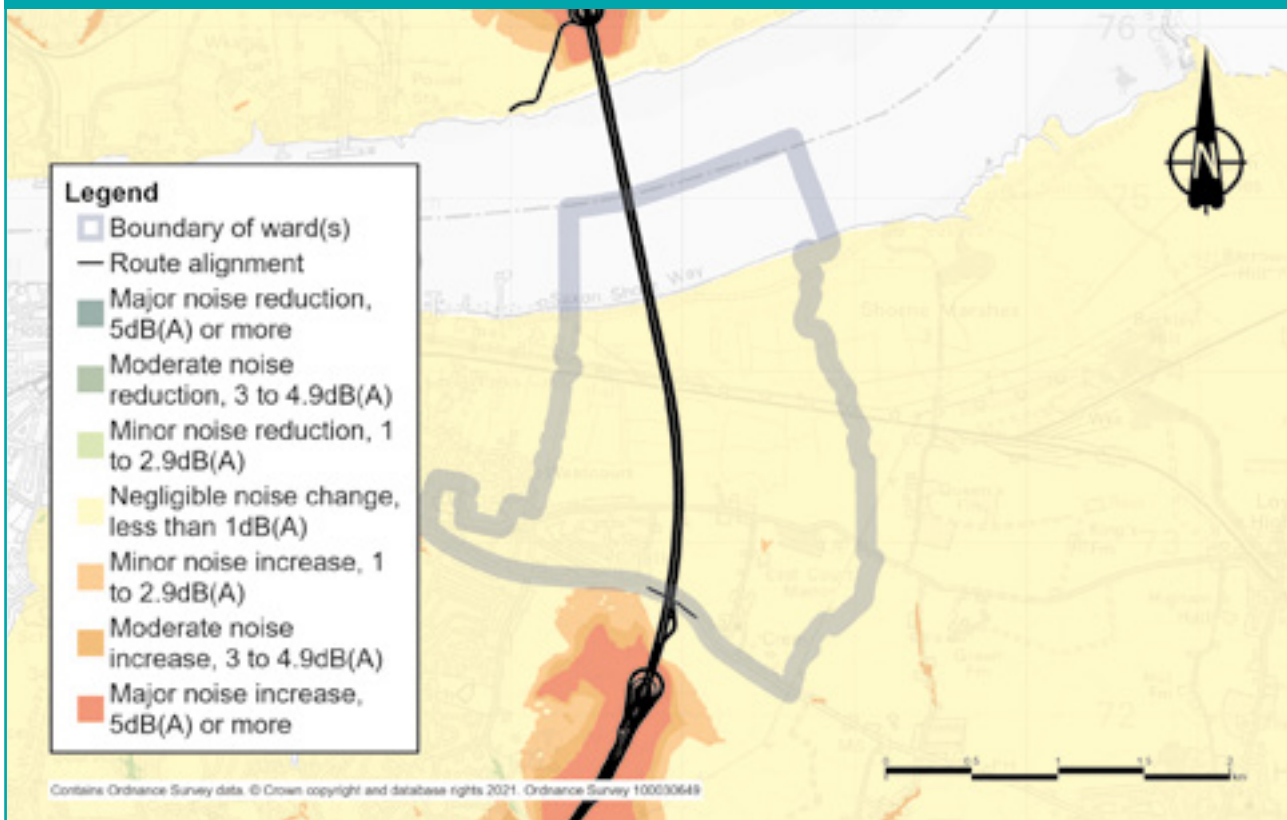 76
Power
N
Legend
Boundary of ward(s)
Route alignment
Major noise reduction,
5dB(A) or more
Moderate noise
reduction, 3 to 4.9dB(A)
Minor noise reduction, 1
to 2.9dB(A)
Negligible noise change,
less than 1dB(A)
Minor noise increase, 1
to 2.9dB(A)
Moderate noise
increase, 3 to 4.9dB(A)
Major noise increase,
5dB(A) or more
75
Saxon Shore Way
Shorne Marshes
73
72
0 0.5 1 1.5 2
km
Contains Ordnance Survey data. © Crown copyright and database rights 2021. Ordnance Survey 100030649